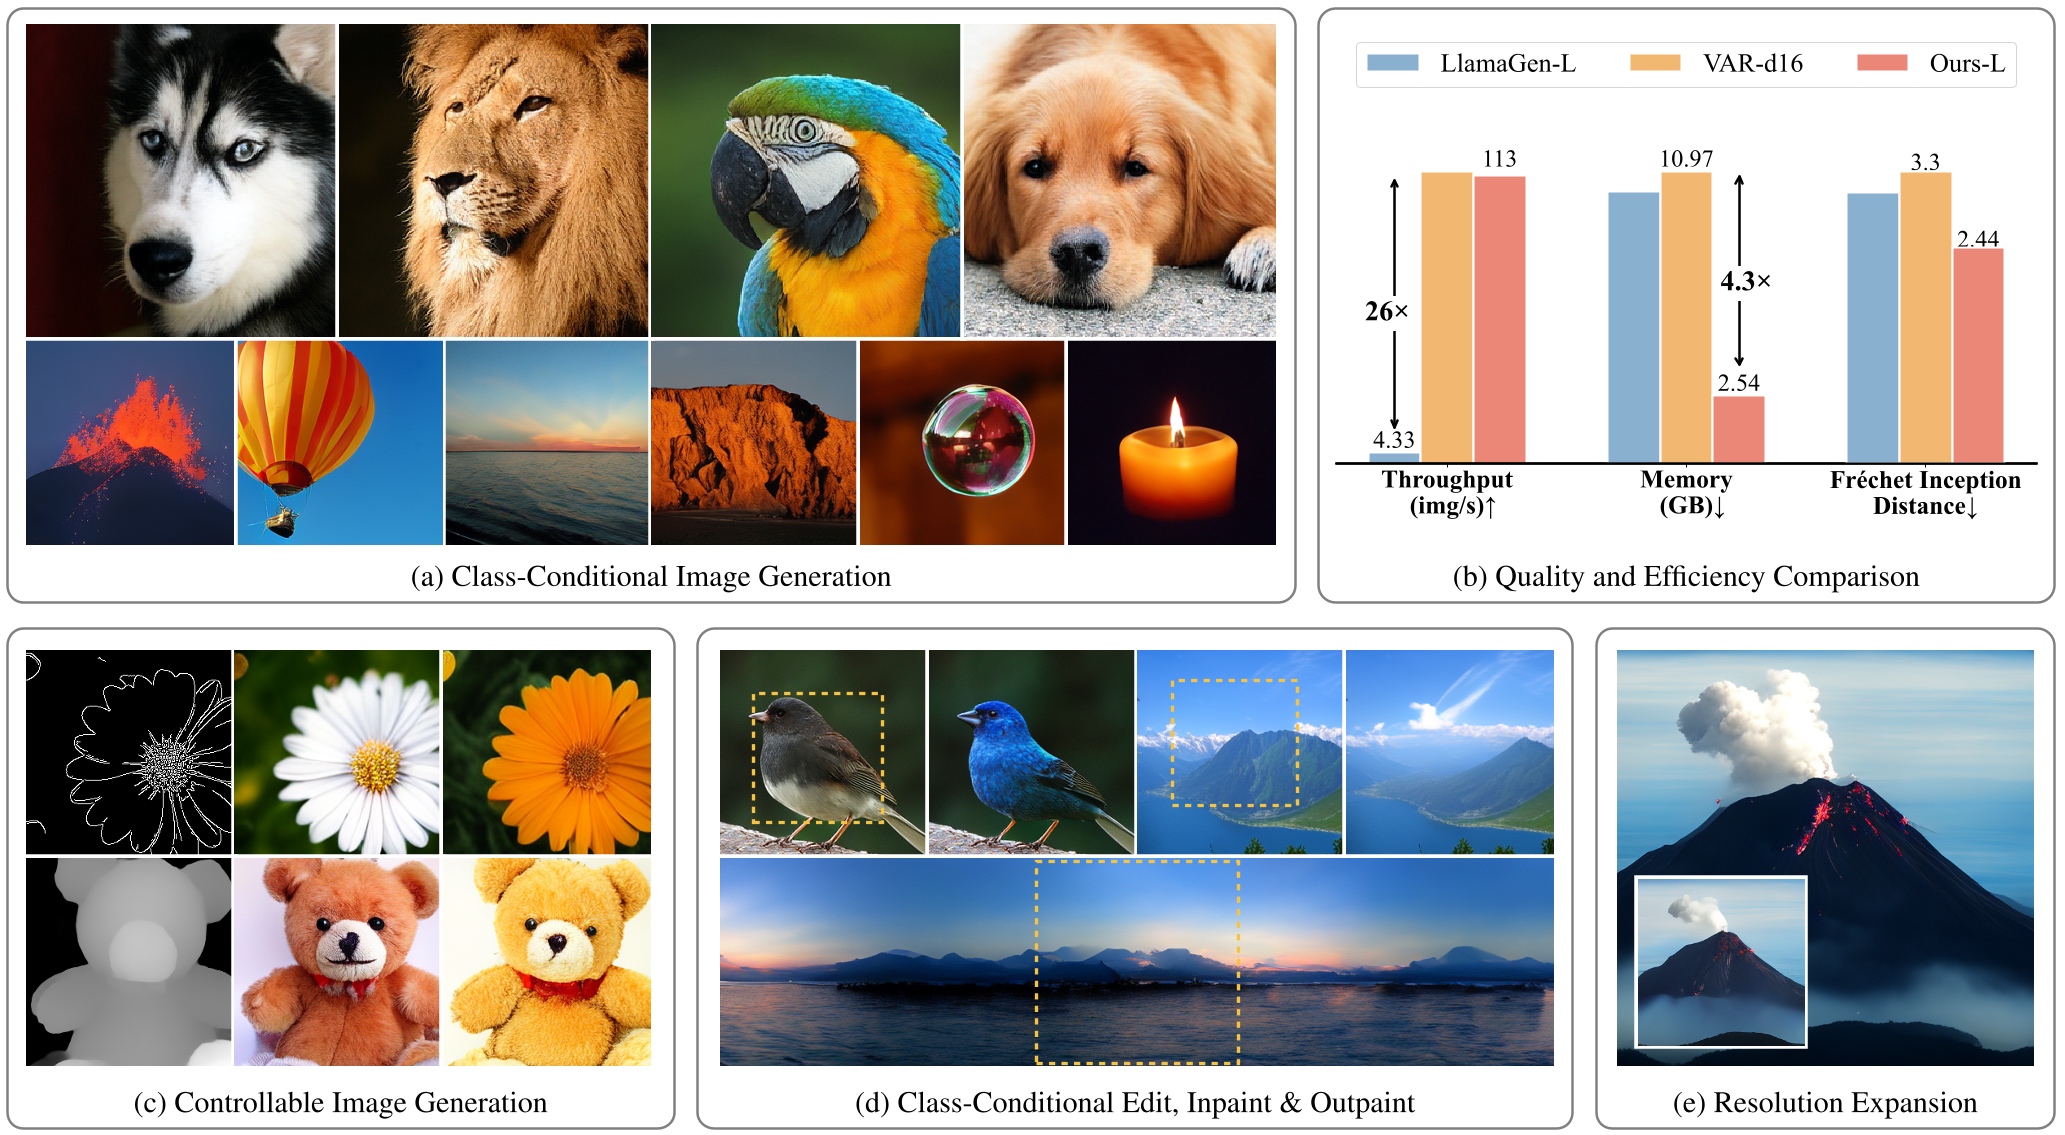 LlamaGen-L VAR-d16 Ours-L
113 10.97 3.3
2.44
4.3×
26×
2.54
4.33
Throughput Memory Fréchet Inception
(img/s)↑ (GB)↓ Distance↓
(a) Class-Conditional Image Generation
(b) Quality and Efficiency Comparison
(c) Controllable Image Generation
(d) Class-Conditional Edit, Inpaint & Outpaint
(e) Resolution Expansion